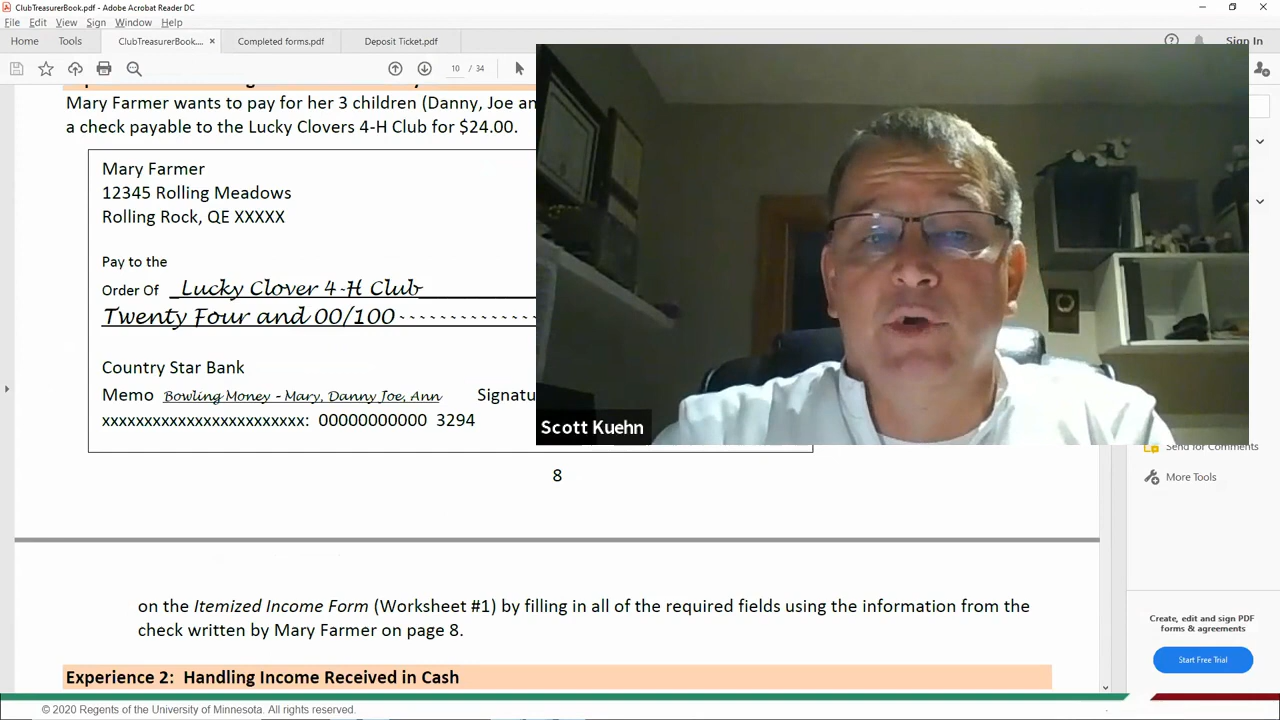 ClubTreasurerBook.pdf - Adobe Acrobat Reader DC
File Edit View Sign Window Help
Home Tools ClubTreasurerBook.... × Completed forms.pdf Deposit Ticket.pdf Sign In
10 / 34
Mary Farmer wants to pay for her 3 children (Danny, Joe an
a check payable to the Lucky Clovers 4-H Club for $24.00.
Mary Farmer
12345 Rolling Meadows
Rolling Rock, QE XXXXX
Pay to the
Order Of Lucky Clover 4-H Club
Twenty Four and 00/100
Country Star Bank
Memo Bowling Money - Mary, Danny Joe, Ann Signatu
xxxxxxxxxxxxxxxxxxxxxxxx: 00000000000 3294
Scott Kuehn
Send for Comments
More Tools
8
on the Itemized Income Form (Worksheet #1) by filling in all of the required fields using the information from the
check written by Mary Farmer on page 8.
Experience 2: Handling Income Received in Cash
Create, edit and sign PDF
forms & agreements
Start Free Trial
© 2020 Regents of the University of Minnesota. All rights reserved.